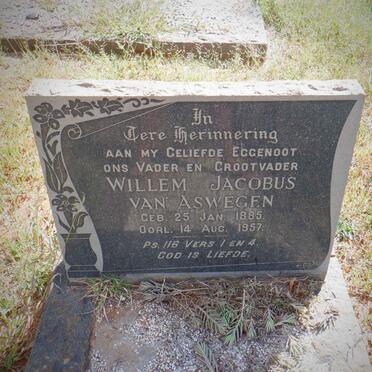 In
Tere Herinnering
AAN MY GELIEFDE EGGENOOT
ONS VADER EN GROOTVADER
WILLEM JACOBUS
VAN ASWEGEN
GEB. 25 JAN. 1885.
OORL. 14 AUG. 1957.
PS. 116 VERS 1 EN 4.
GOD IS LIEFDE.